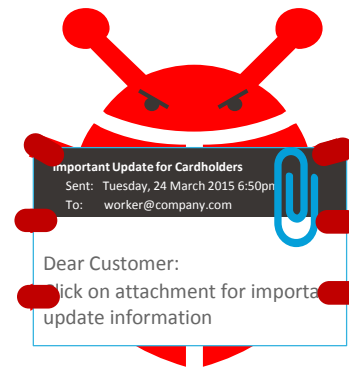 Important Update for Cardholders
Sent: Tuesday, 24 March 2015 6:50pm
To: worker@company.com
Dear Customer:
Click on attachment for important
update information